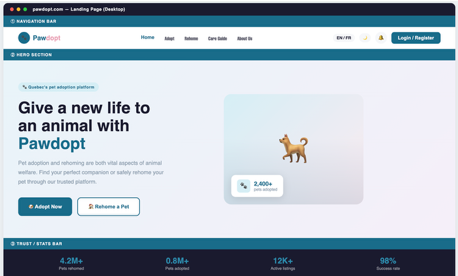 pawdopt.com — Landing Page (Desktop)
① NAVIGATION BAR
Pawdopt
Home Adopt Rehome Care Guide About Us
EN / FR
Login / Register
② HERO SECTION
Quebec's pet adoption platform
Give a new life to
an animal with
Pawdopt
Pet adoption and rehoming are both vital aspects of animal
welfare. Find your perfect companion or safely rehome your
pet through our trusted platform.
2,400+
pets adopted
Adopt Now
Rehome a Pet
③ TRUST / STATS BAR
4.2M+ 0.8M+ 12K+ 98%
Pets rehomed Pets adopted Active listings Success rate